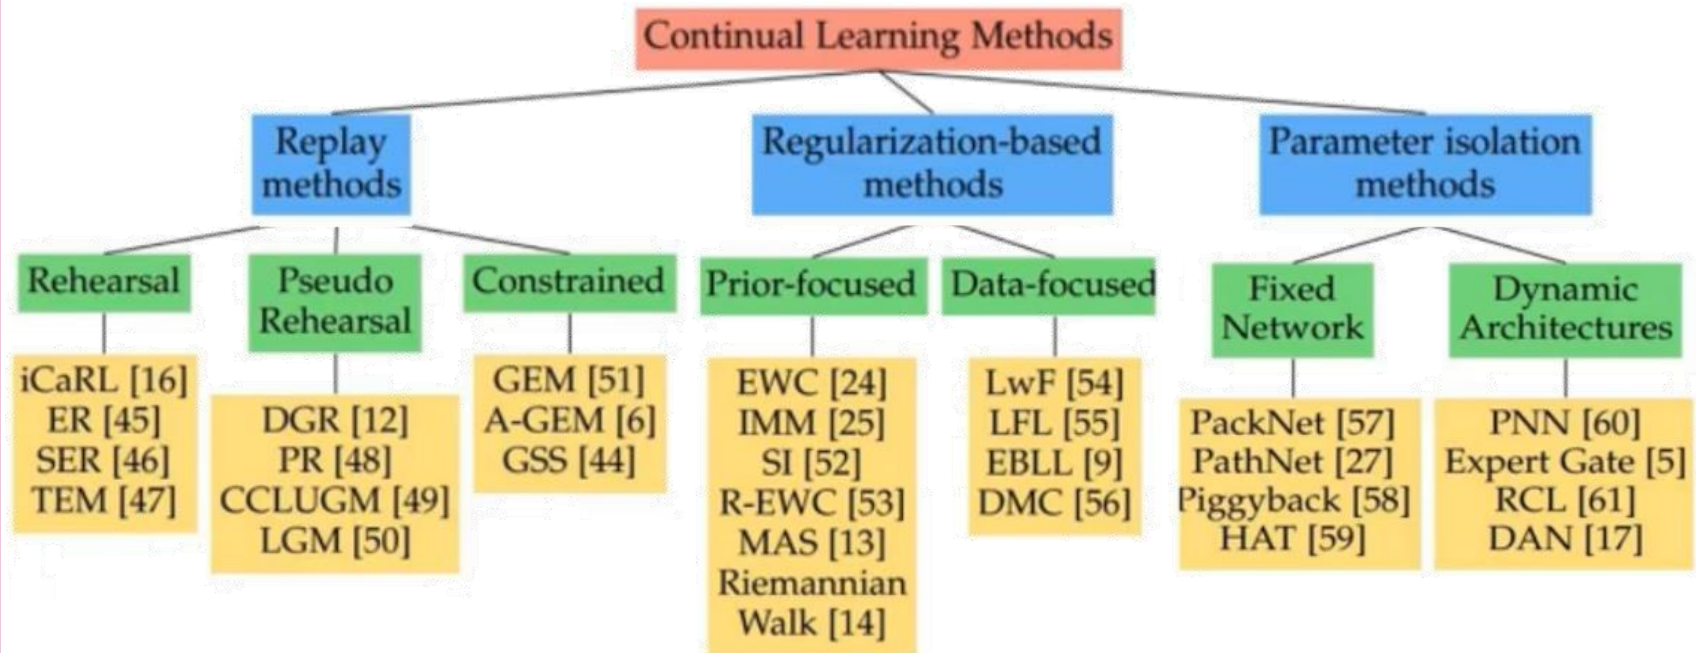 Continual Learning Methods
Replay
methods
Regularization-based
methods
Parameter isolation
methods
Rehearsal
Pseudo
Rehearsal
Constrained
Prior-focused
Data-focused
Fixed
Network
Dynamic
Architectures
iCaRL [16]
ER [45]
SER [46]
TEM [47]
DGR [12]
PR [48]
CCLUGM [49]
LGM [50]
GEM [51]
A-GEM [6]
GSS [44]
EWC [24]
IMM [25]
SI [52]
R-EWC [53]
MAS [13]
Riemannian
Walk [14]
LwF [54]
LFL [55]
EBLL [9]
DMC [56]
PackNet [57]
PathNet [27]
Piggyback [58]
HAT [59]
PNN [60]
Expert Gate [5]
RCL [61]
DAN [17]